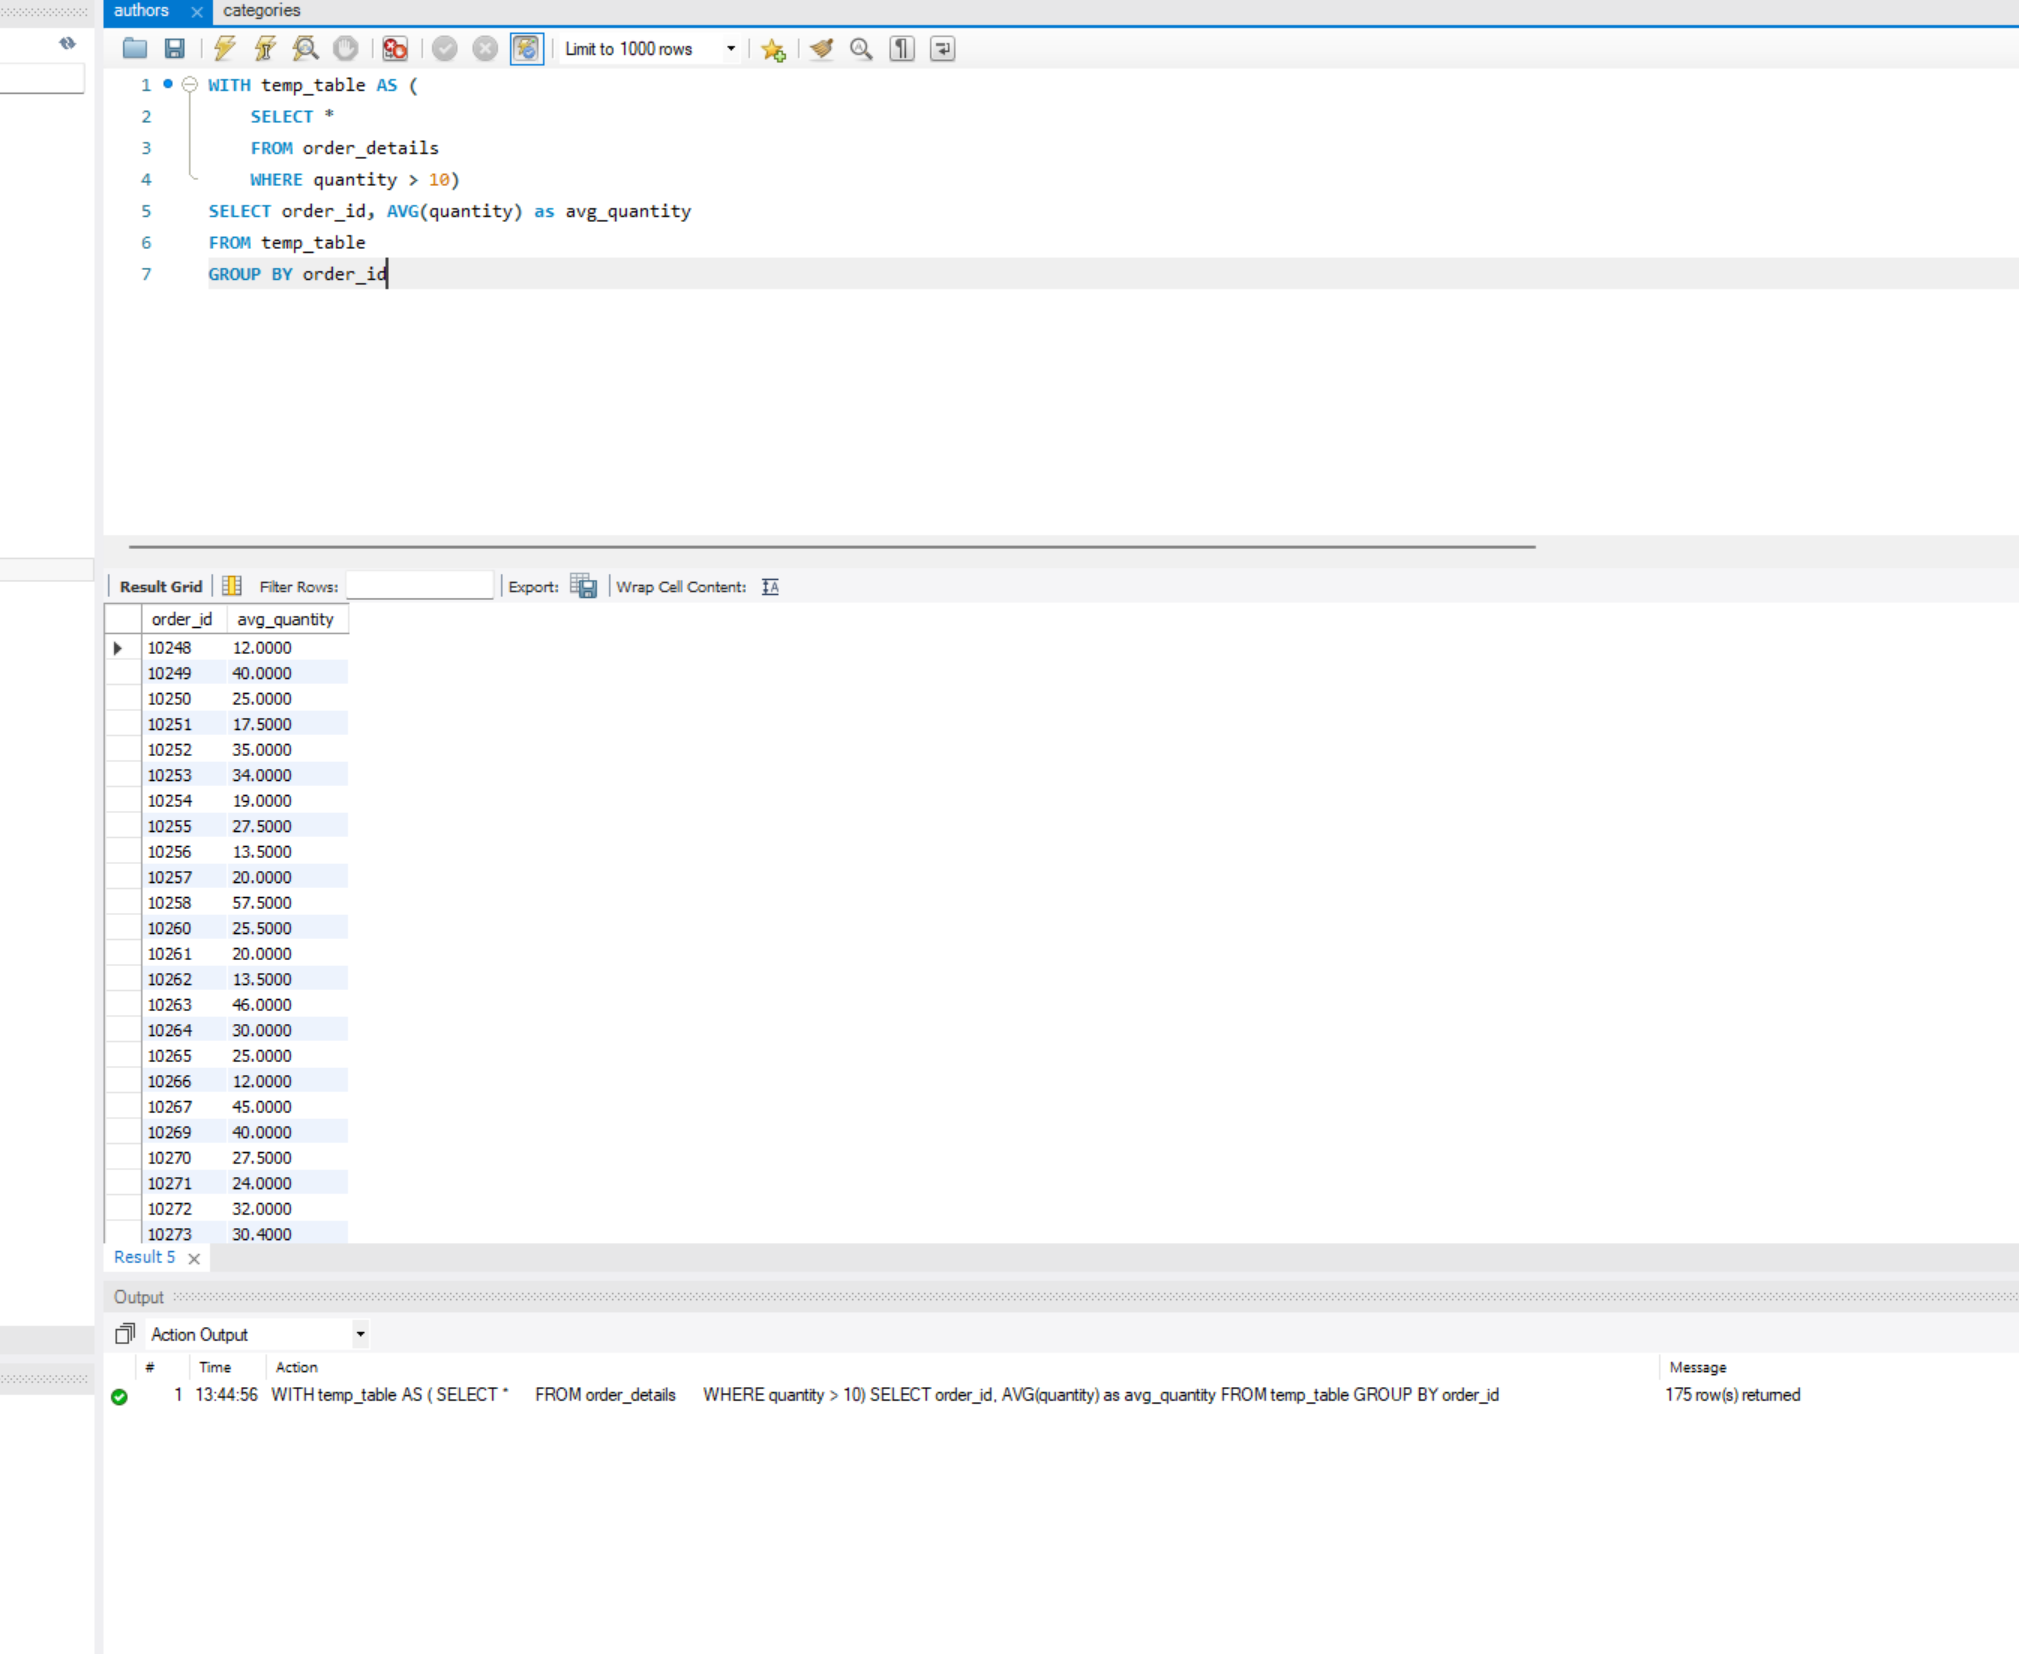 authors × categories
Limit to 1000 rows
1 WITH temp_table AS (
2 SELECT *
3 FROM order_details
4 WHERE quantity > 10)
5 SELECT order_id, AVG(quantity) as avg_quantity
6 FROM temp_table
7 GROUP BY order_id
Result Grid Filter Rows: Export: Wrap Cell Content:
order_id avg_quantity
10248 12.0000
10249 40.0000
10250 25.0000
10251 17.5000
10252 35.0000
10253 34.0000
10254 19.0000
10255 27.5000
10256 13.5000
10257 20.0000
10258 57.5000
10260 25.5000
10261 20.0000
10262 13.5000
10263 46.0000
10264 30.0000
10265 25.0000
10266 12.0000
10267 45.0000
10269 40.0000
10270 27.5000
10271 24.0000
10272 32.0000
10273 30.4000
Result 5 ×
Output
Action Output
# Time Action Message
1 13:44:56 WITH temp_table AS ( SELECT * FROM order_details WHERE quantity > 10) SELECT order_id, AVG(quantity) as avg_quantity FROM temp_table GROUP BY order_id 175 row(s) returned